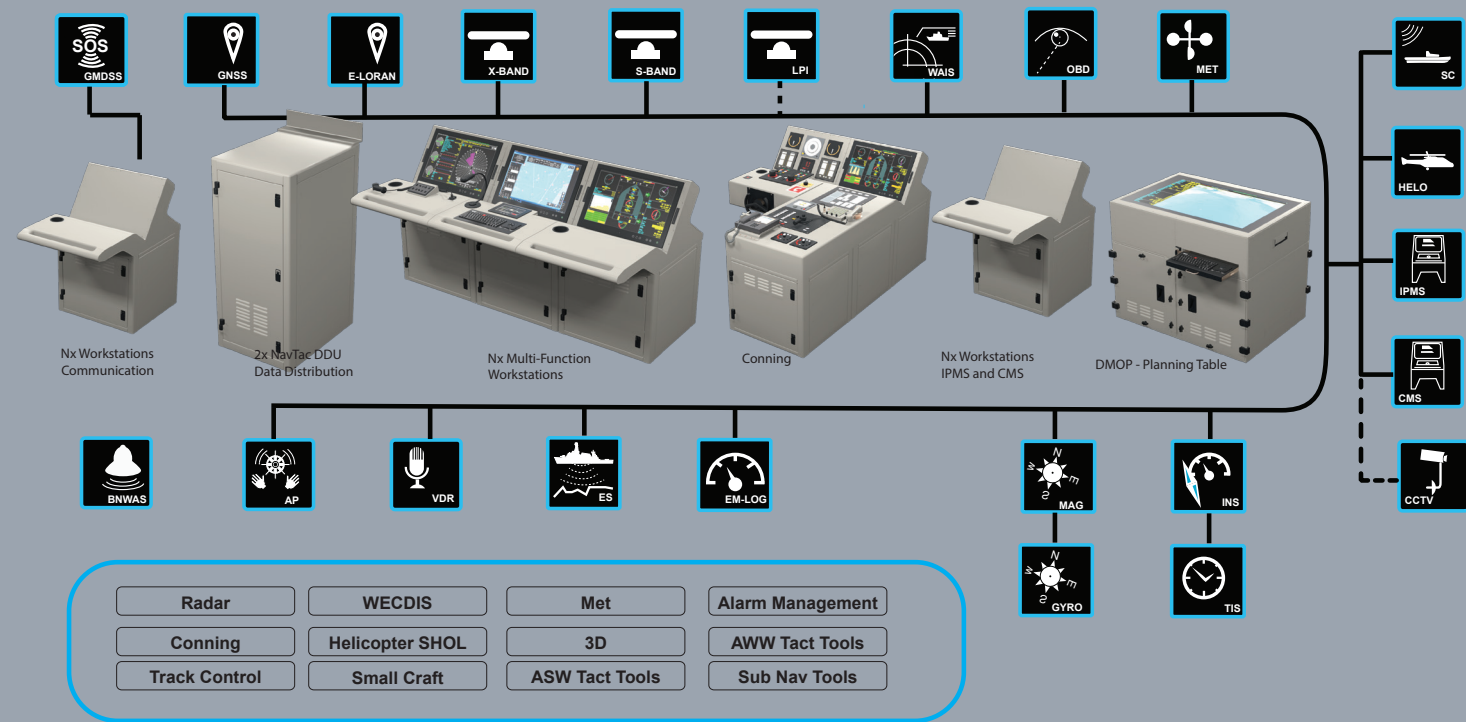 SOS
GMDSS
GNSS
E-LORAN
X-BAND
S-BAND
LPI
WAIS
OBD
MET
SC
HELO
IPMS
CMS
CCTV
Nx Workstations
Communication
2x NavTac DDU
Data Distribution
Nx Multi-Function
Workstations
Conning
Nx Workstations
IPMS and CMS
DMOP - Planning Table
BNWAS
AP
VDR
ES
EM-LOG
N
E
S
W
MAG
INS
N
E
S
W
GYRO
TIS
Radar
WECDIS
Met
Alarm Management
Conning
Helicopter SHOL
3D
AWW Tact Tools
Track Control
Small Craft
ASW Tact Tools
Sub Nav Tools